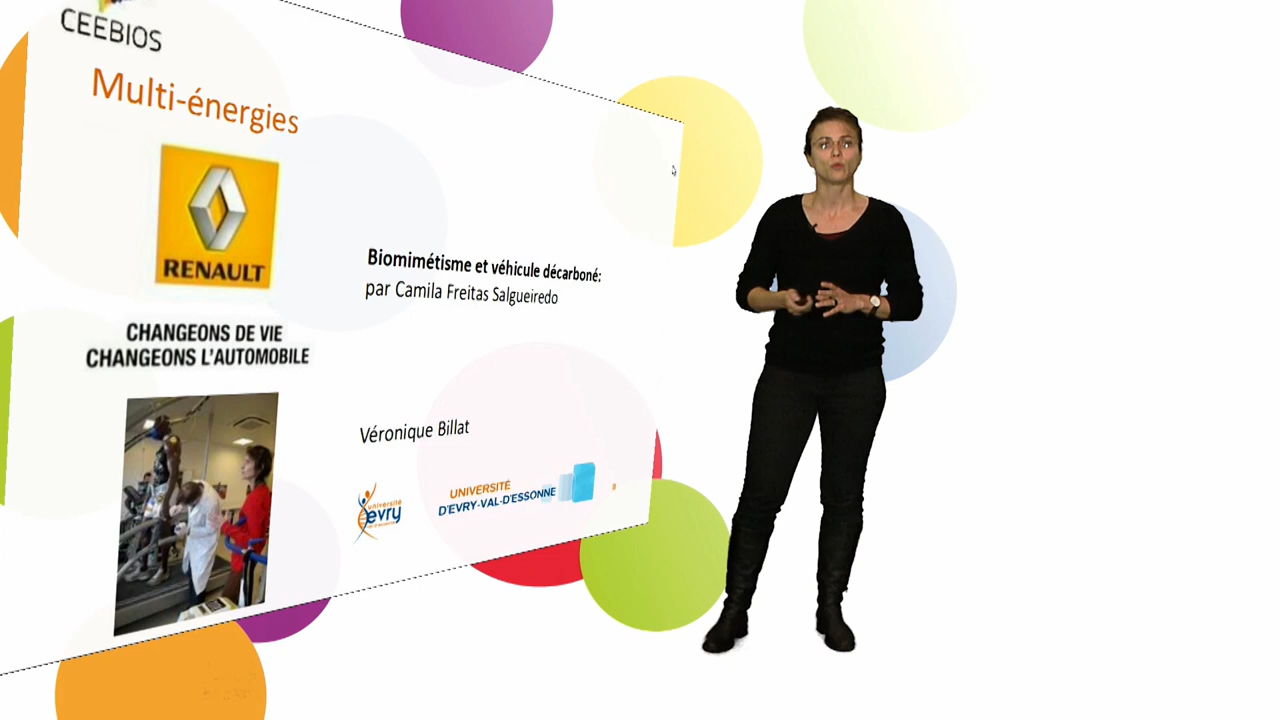 CEEBIOS
Multi-énergies
RENAULT
CHANGEONS DE VIE
CHANGEONS L'AUTOMOBILE
Biomimétisme et véhicule décarboné:
par Camila Freitas Salgueiredo
Véronique Billat
université
evry
UNIVERSITÉ
D'EVRY-VAL-D'ESSONNE